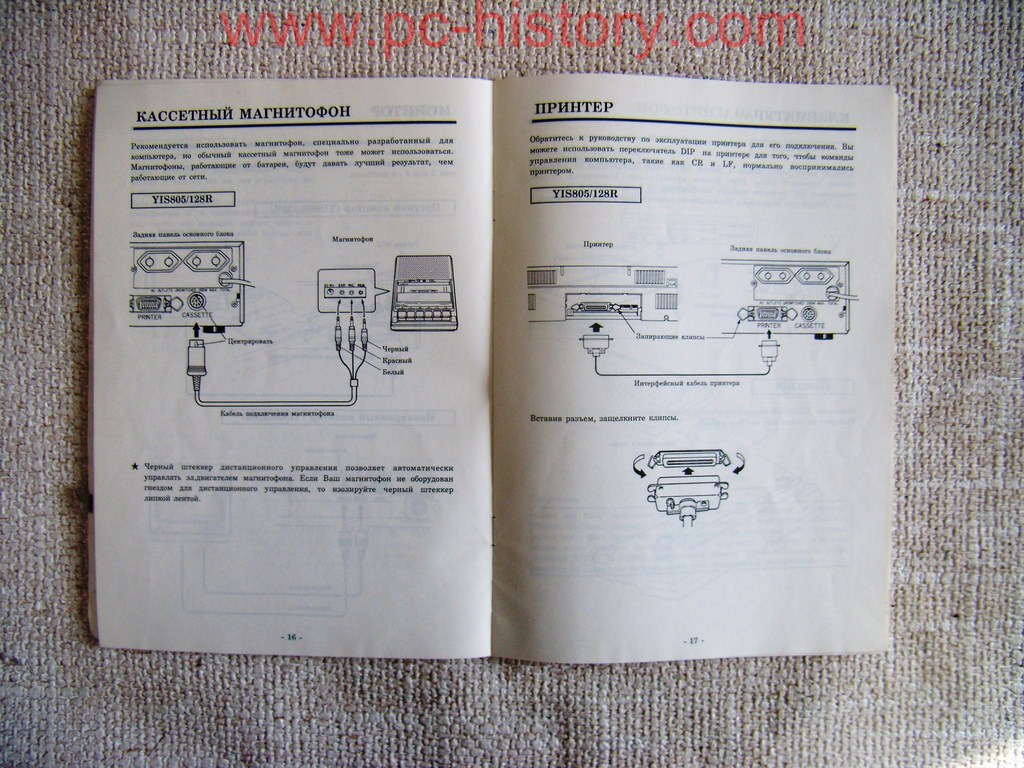 www.pc-history.com
КАССЕТНЫЙ МАГНИТОФОН
Рекомендуется использовать магнитофон, специально разработанный для
компьютера, но обычный кассетный магнитофон тоже может использоваться.
Магнитофоны, работающие от батареи, будут давать лучший результат, чем
работающие от сети.
YIS805/128R
Задняя панель основного блока
Магнитофон
PRINTER
CASSETTE
Центрировать
Черный
Красный
Белый
Кабель подключения магнитофона
★ Черный штеккер дистанционного управления позволяет автоматически
управлять эл.двигателем магнитофона. Если Ваш магнитофон не оборудован
гнездом для дистанционного управления, то изолируйте черный штеккер
липкой лентой.
- 16 -
ПРИНТЕР
Обратитесь к руководству по эксплуатации принтера для его подключения. Вы
можете использовать переключатель DIP на принтере для того, чтобы команды
управления компьютера, такие как CR и LF, нормально воспринимались
принтером.
YIS805/128R
Принтер
Задняя панель основного блока
PRINTER
CASSETTE
Запирающие клипсы
Интерфейсный кабель принтера
Вставив разъем, защелкните клипсы.
- 17 -